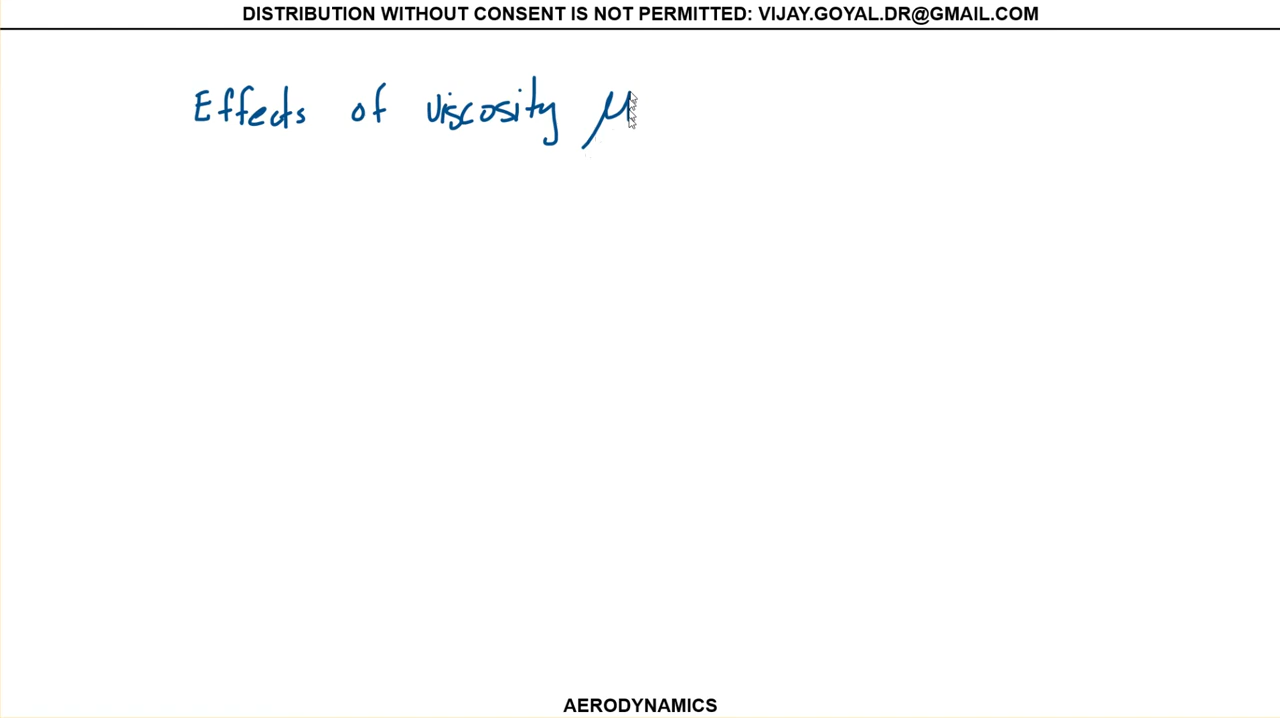 DISTRIBUTION WITHOUT CONSENT IS NOT PERMITTED: VIJAY.GOYAL.DR@GMAIL.COM
Effects of viscosity μ
AERODYNAMICS